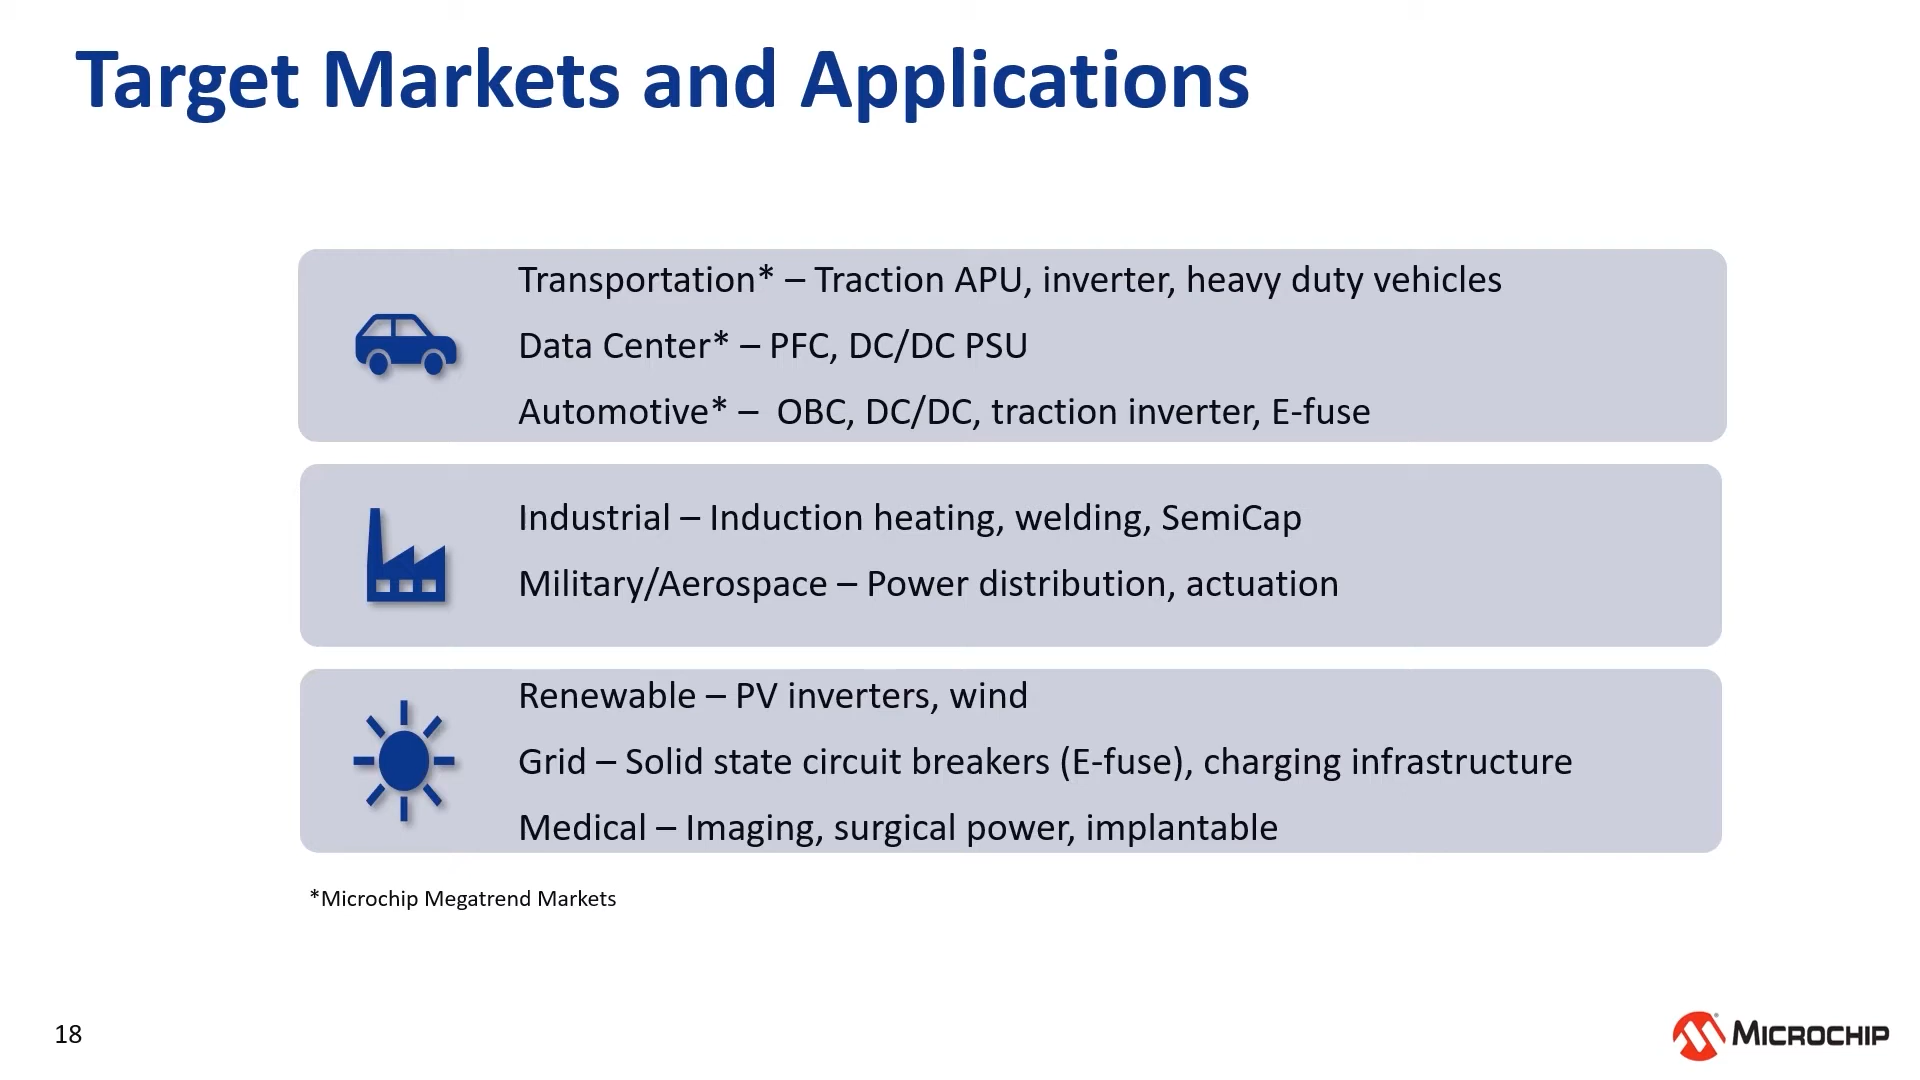 Target Markets and Applications
Transportation* – Traction APU, inverter, heavy duty vehicles
Data Center* – PFC, DC/DC PSU
Automotive* –  OBC, DC/DC, traction inverter, E-fuse
Industrial – Induction heating, welding, SemiCap
Military/Aerospace – Power distribution, actuation
Renewable – PV inverters, wind
Grid – Solid state circuit breakers (E-fuse), charging infrastructure
Medical – Imaging, surgical power, implantable
*Microchip Megatrend Markets
18
MICROCHIP